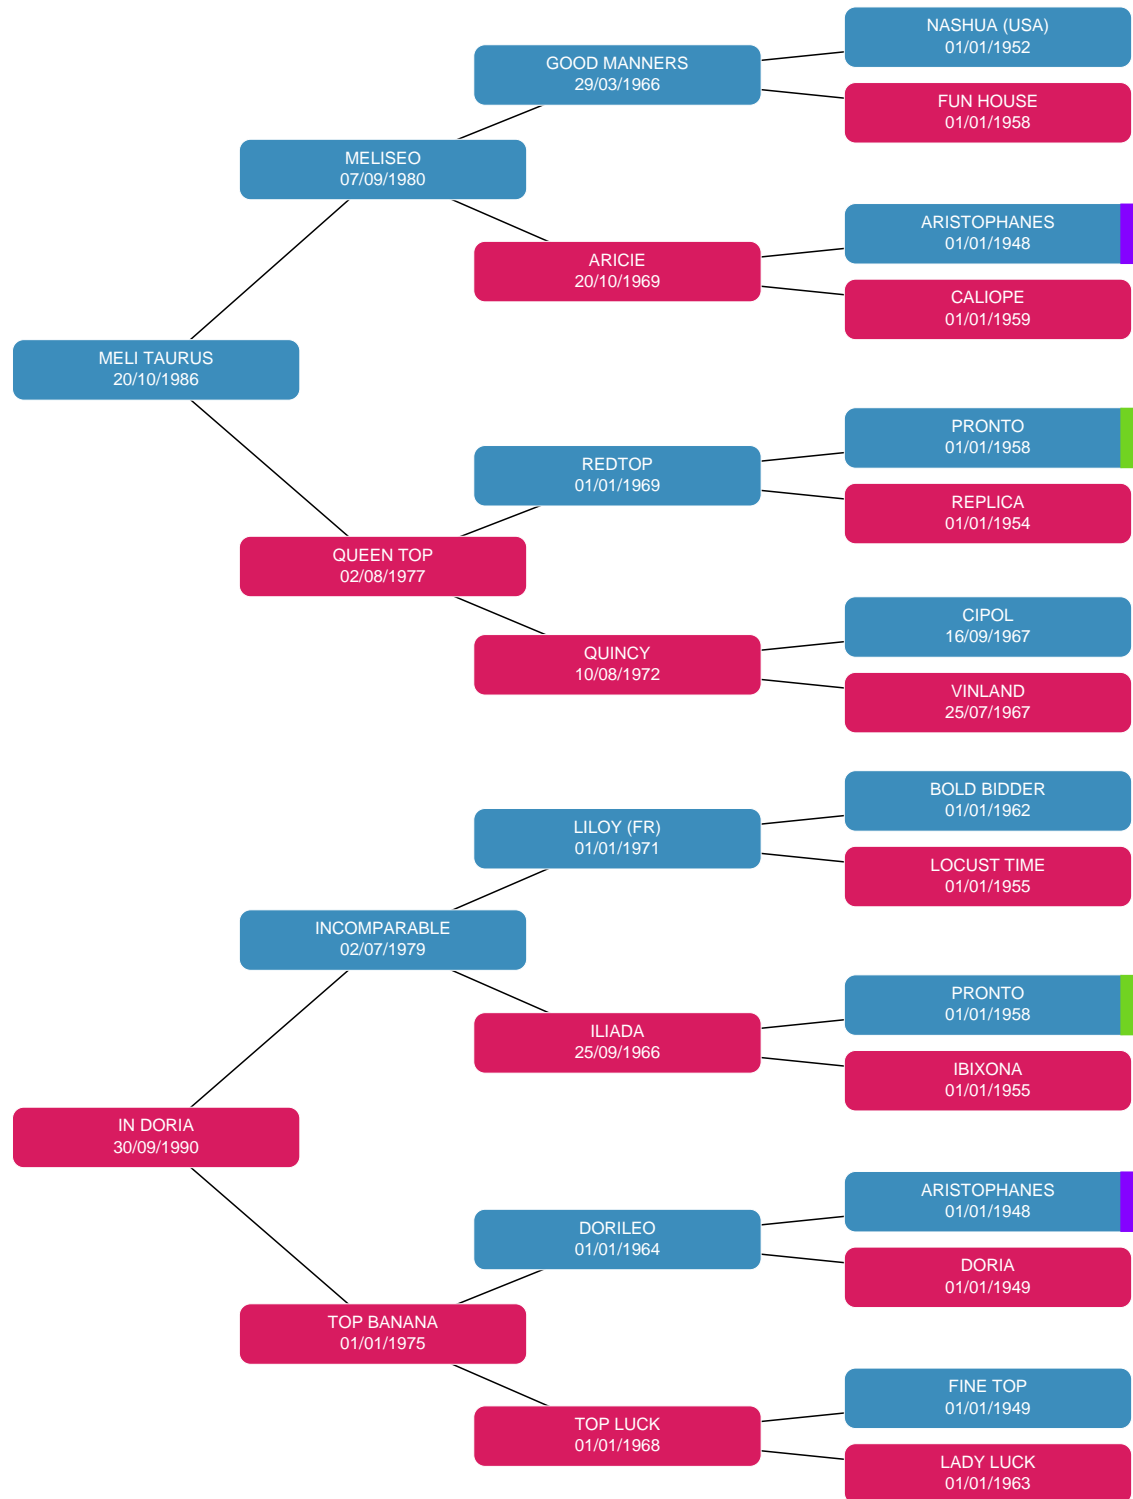 NASHUA (USA)
01/01/1952
GOOD MANNERS
29/03/1966
FUN HOUSE
01/01/1958
MELISEO
07/09/1980
ARISTOPHANES
01/01/1948
ARICIE
20/10/1969
CALIOPE
01/01/1959
MELI TAURUS
20/10/1986
PRONTO
01/01/1958
REDTOP
01/01/1969
REPLICA
01/01/1954
QUEEN TOP
02/08/1977
CIPOL
16/09/1967
QUINCY
10/08/1972
VINLAND
25/07/1967
BOLD BIDDER
01/01/1962
LILOY (FR)
01/01/1971
LOCUST TIME
01/01/1955
INCOMPARABLE
02/07/1979
PRONTO
01/01/1958
ILIADA
25/09/1966
IBIXONA
01/01/1955
IN DORIA
30/09/1990
ARISTOPHANES
01/01/1948
DORILEO
01/01/1964
DORIA
01/01/1949
TOP BANANA
01/01/1975
FINE TOP
01/01/1949
TOP LUCK
01/01/1968
LADY LUCK
01/01/1963